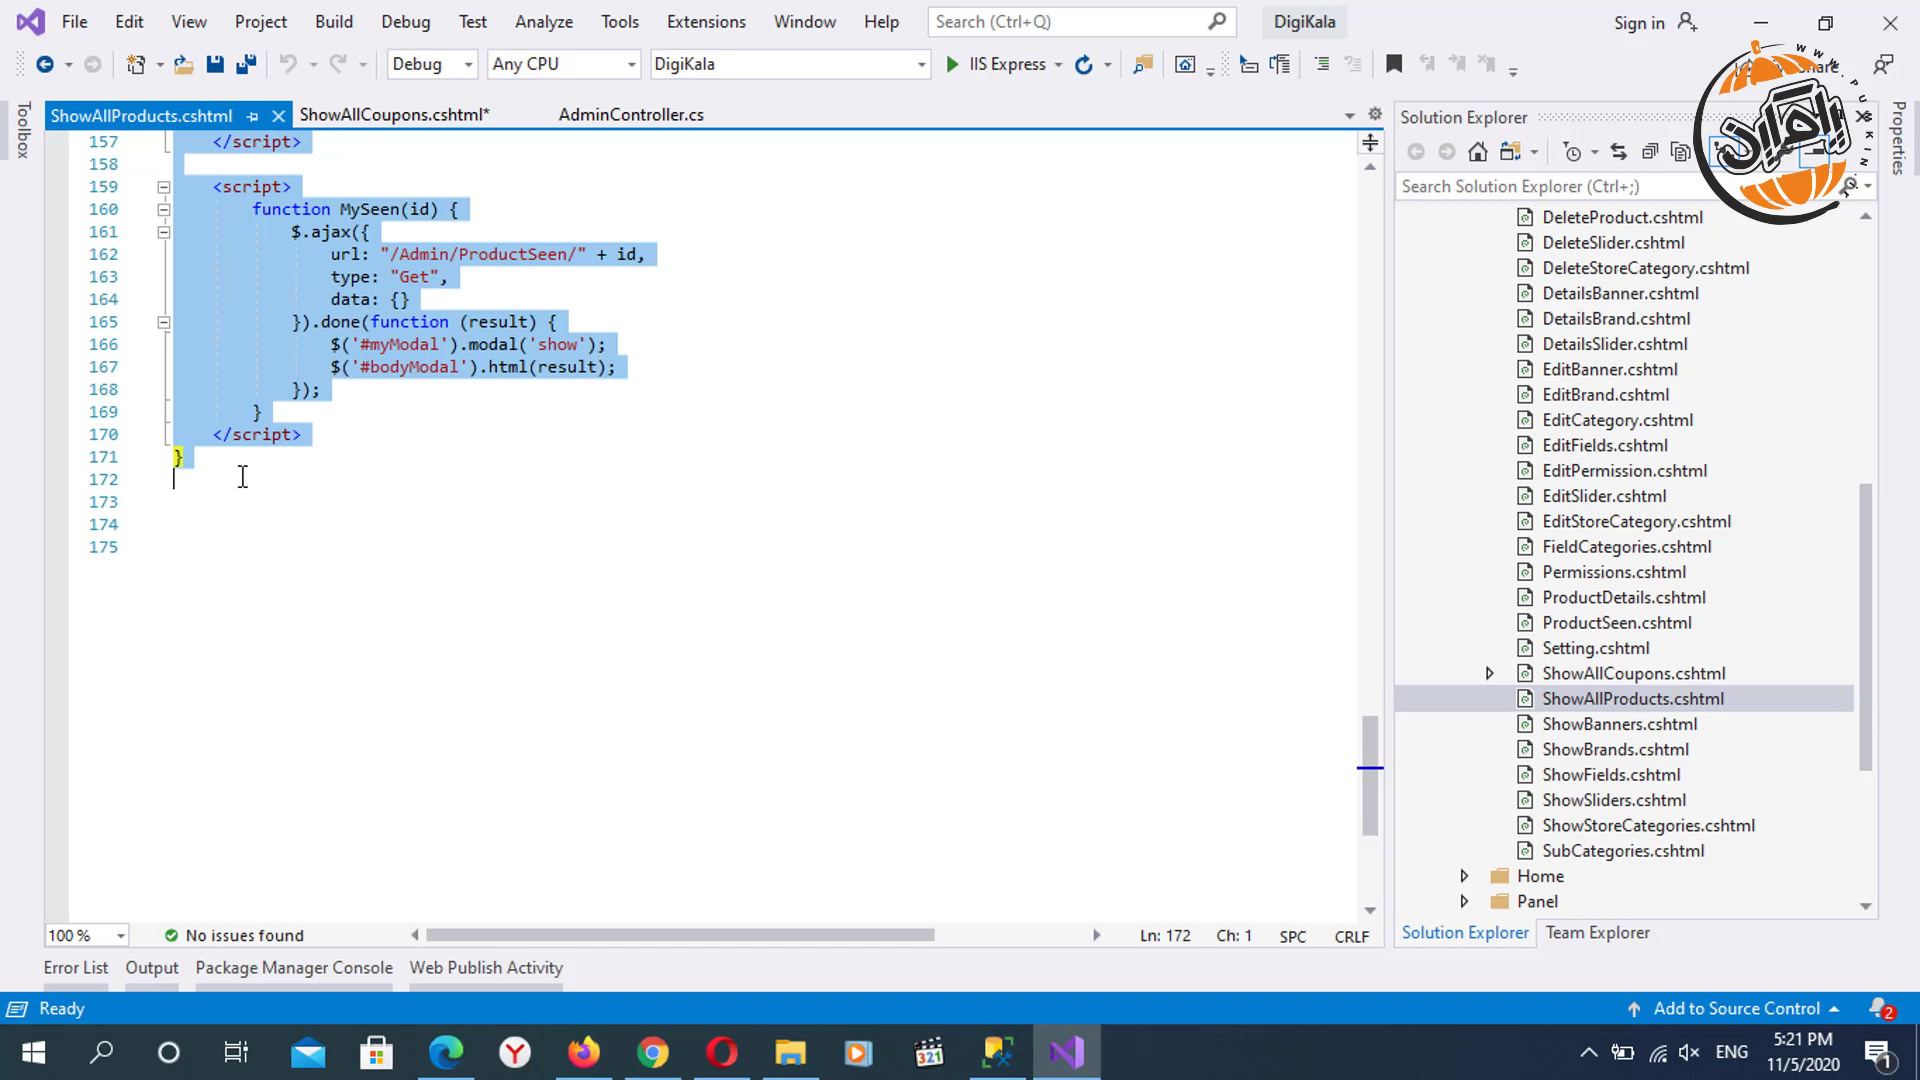 File Edit View Project Build Debug Test Analyze Tools Extensions Window Help Search (Ctrl+Q) DigiKala Sign in
Debug Any CPU DigiKala IIS Express
Toolbox
ShowAllProducts.cshtml ShowAllCoupons.cshtml* AdminController.cs
157 </script>
158
159 <script>
160 function MySeen(id) {
161 $.ajax({
162 url: "/Admin/ProductSeen/" + id,
163 type: "Get",
164 data: {}
165 }).done(function (result) {
166 $('#myModal').modal('show');
167 $('#bodyModal').html(result);
168 });
169 }
170 </script>
171 }
172
173
174
175
100 % No issues found Ln: 172 Ch: 1 SPC CRLF
Error List Output Package Manager Console Web Publish Activity
Solution Explorer
Search Solution Explorer (Ctrl+;)
DeleteProduct.cshtml
DeleteSlider.cshtml
DeleteStoreCategory.cshtml
DetailsBanner.cshtml
DetailsBrand.cshtml
DetailsSlider.cshtml
EditBanner.cshtml
EditBrand.cshtml
EditCategory.cshtml
EditFields.cshtml
EditPermission.cshtml
EditSlider.cshtml
EditStoreCategory.cshtml
FieldCategories.cshtml
Permissions.cshtml
ProductDetails.cshtml
ProductSeen.cshtml
Setting.cshtml
ShowAllCoupons.cshtml
ShowAllProducts.cshtml
ShowBanners.cshtml
ShowBrands.cshtml
ShowFields.cshtml
ShowSliders.cshtml
ShowStoreCategories.cshtml
SubCategories.cshtml
Home
Panel
Solution Explorer Team Explorer
Properties
Ready Add to Source Control 2
321 ENG 5:21 PM
11/5/2020 1